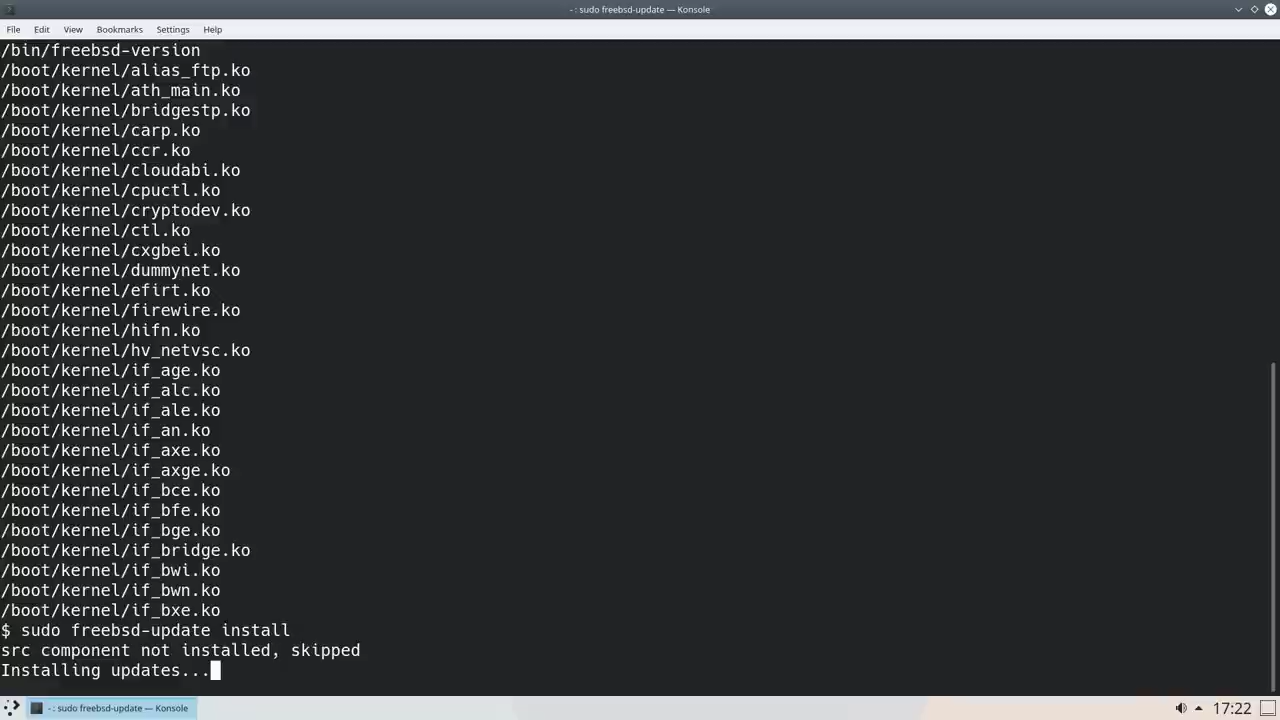 - : sudo freebsd-update — Konsole
File Edit View Bookmarks Settings Help
/bin/freebsd-version
/boot/kernel/alias_ftp.ko
/boot/kernel/ath_main.ko
/boot/kernel/bridgestp.ko
/boot/kernel/carp.ko
/boot/kernel/ccr.ko
/boot/kernel/cloudabi.ko
/boot/kernel/cpuctl.ko
/boot/kernel/cryptodev.ko
/boot/kernel/ctl.ko
/boot/kernel/cxgbei.ko
/boot/kernel/dummynet.ko
/boot/kernel/efirt.ko
/boot/kernel/firewire.ko
/boot/kernel/hifn.ko
/boot/kernel/hv_netvsc.ko
/boot/kernel/if_age.ko
/boot/kernel/if_alc.ko
/boot/kernel/if_ale.ko
/boot/kernel/if_an.ko
/boot/kernel/if_axe.ko
/boot/kernel/if_axge.ko
/boot/kernel/if_bce.ko
/boot/kernel/if_bfe.ko
/boot/kernel/if_bge.ko
/boot/kernel/if_bridge.ko
/boot/kernel/if_bwi.ko
/boot/kernel/if_bwn.ko
/boot/kernel/if_bxe.ko
$ sudo freebsd-update install
src component not installed, skipped
Installing updates...
- : sudo freebsd-update — Konsole
17:22